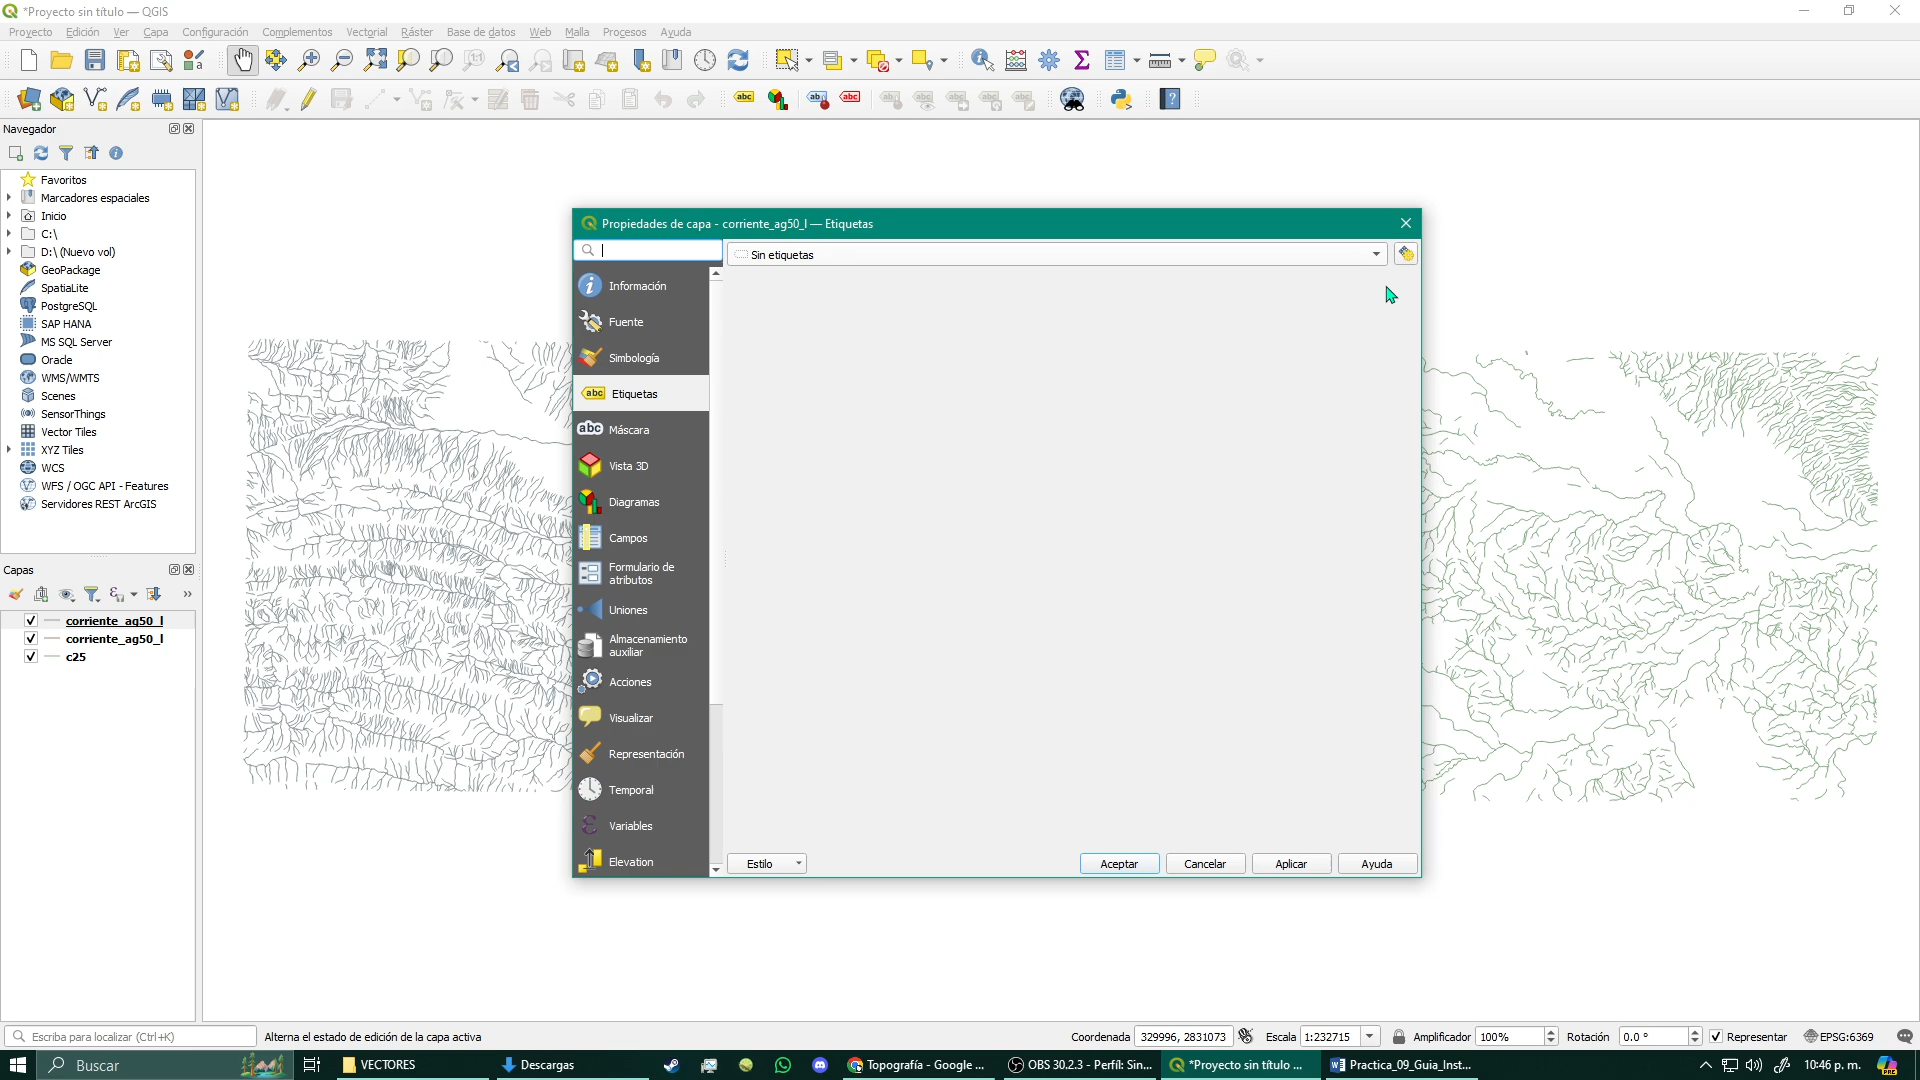 *Proyecto sin título — QGIS
Proyecto Edición Ver Capa Configuración Complementos Vectorial Ráster Base de datos Web Malla Procesos Ayuda
Navegador
Favoritos
Marcadores espaciales
Inicio
C:\
D:\ (Nuevo vol)
GeoPackage
SpatiaLite
PostgreSQL
SAP HANA
MS SQL Server
Oracle
WMS/WMTS
Scenes
SensorThings
Vector Tiles
XYZ Tiles
WCS
WFS / OGC API - Features
Servidores REST ArcGIS
Capas
corriente_ag50_l
corriente_ag50_l
c25
Propiedades de capa - corriente_ag50_l — Etiquetas
Sin etiquetas
Información
Fuente
Simbología
Etiquetas
Máscara
Vista 3D
Diagramas
Campos
Formulario de
atributos
Uniones
Almacenamiento
auxiliar
Acciones
Visualizar
Representación
Temporal
Variables
Elevation
Estilo Aceptar Cancelar Aplicar Ayuda
Escriba para localizar (Ctrl+K) Alterna el estado de edición de la capa activa Coordenada 329996, 2831073 Escala 1:232715 Amplificador 100% Rotación 0.0 ° Representar EPSG:6369
Buscar VECTORES Descargas Topografía - Google ... OBS 30.2.3 - Perfil: Sin... *Proyecto sin título ... Practica_09_Guia_Inst... 10:46 p. m.